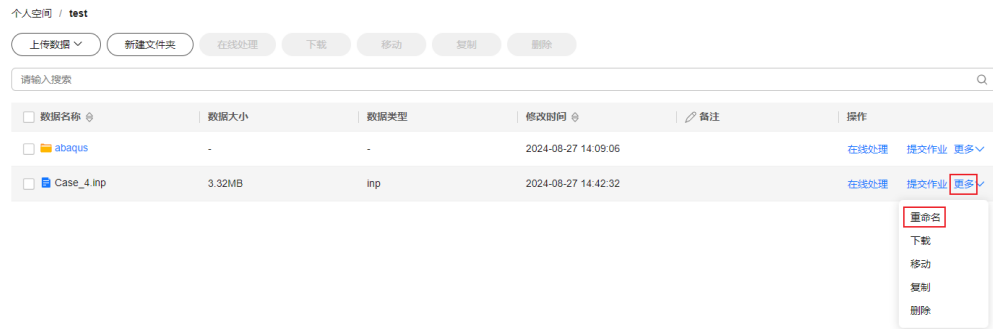 个人空间 / test
上传数据 新建文件夹 在线处理 下载 移动 复制 删除
请输入搜索
数据名称 数据大小 数据类型 修改时间 备注 操作
abaqus - - 2024-08-27 14:09:06 在线处理 提交作业 更多
Case_4.inp 3.32MB inp 2024-08-27 14:42:32 在线处理 提交作业 更多
重命名
下载
移动
复制
删除